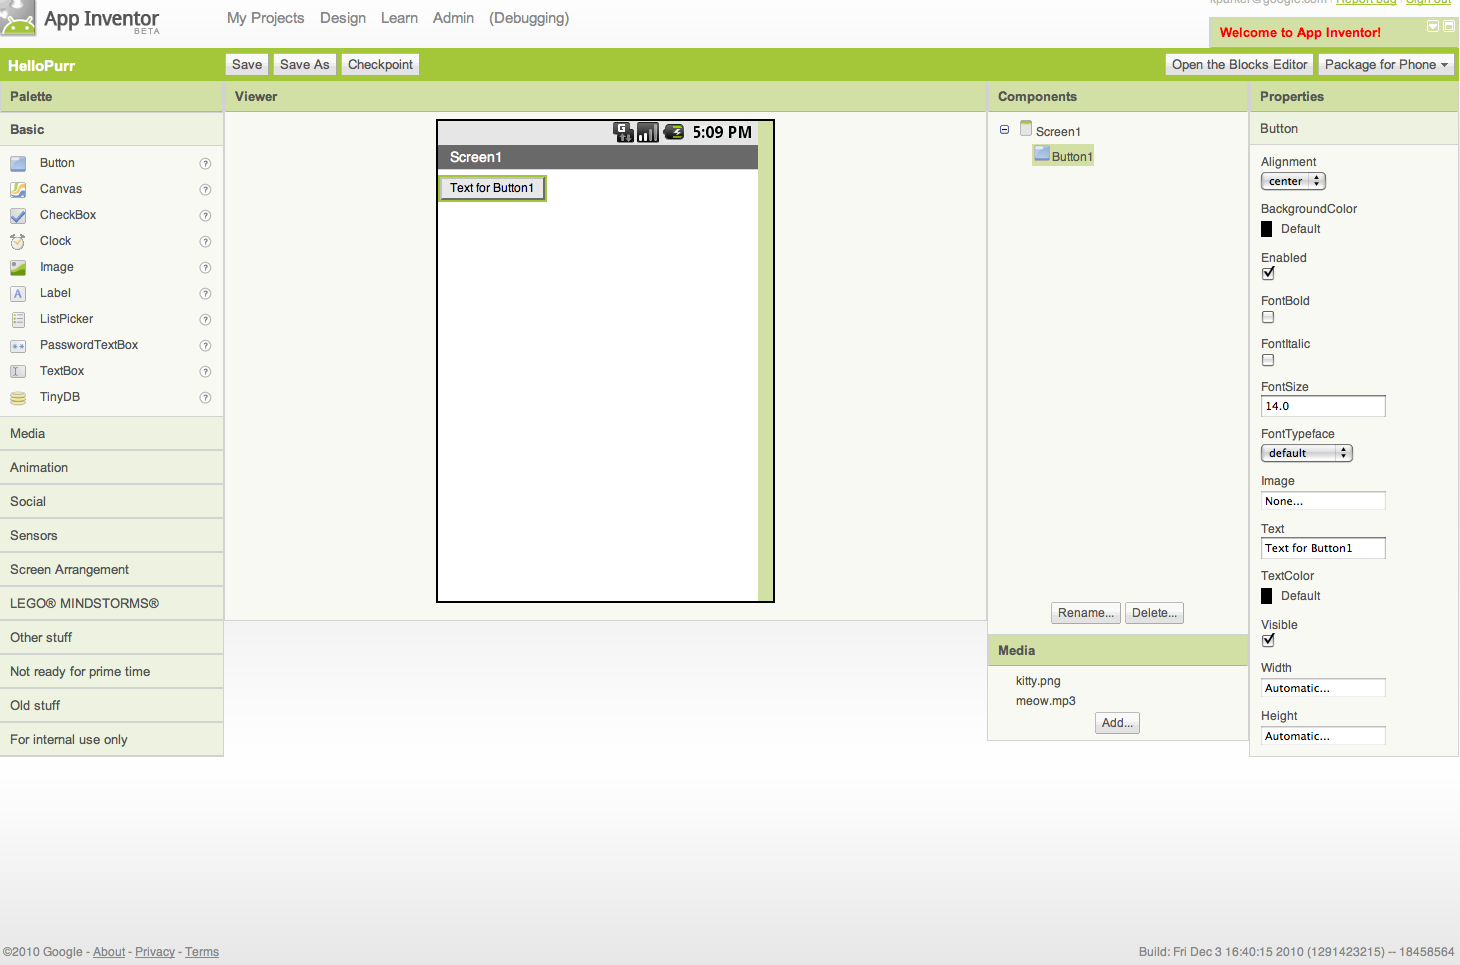 kparker@google.com | Report bug | Sign out
App Inventor
BETA
My Projects Design Learn Admin (Debugging)
Welcome to App Inventor!
HelloPurr
Save Save As Checkpoint
Open the Blocks Editor Package for Phone
Palette
Basic
Button ?
Canvas ?
CheckBox ?
Clock ?
Image ?
Label ?
ListPicker ?
PasswordTextBox ?
TextBox ?
TinyDB ?
Media
Animation
Social
Sensors
Screen Arrangement
LEGO® MINDSTORMS®
Other stuff
Not ready for prime time
Old stuff
For internal use only
Viewer
G 5:09 PM
Screen1
Text for Button1
Components
Screen1
Button1
Rename... Delete...
Media
kitty.png
meow.mp3
Add...
Properties
Button
Alignment
center
BackgroundColor
Default
Enabled
FontBold
FontItalic
FontSize
14.0
FontTypeface
default
Image
None...
Text
Text for Button1
TextColor
Default
Visible
Width
Automatic...
Height
Automatic...
©2010 Google - About - Privacy - Terms
Build: Fri Dec 3 16:40:15 2010 (1291423215) -- 18458564